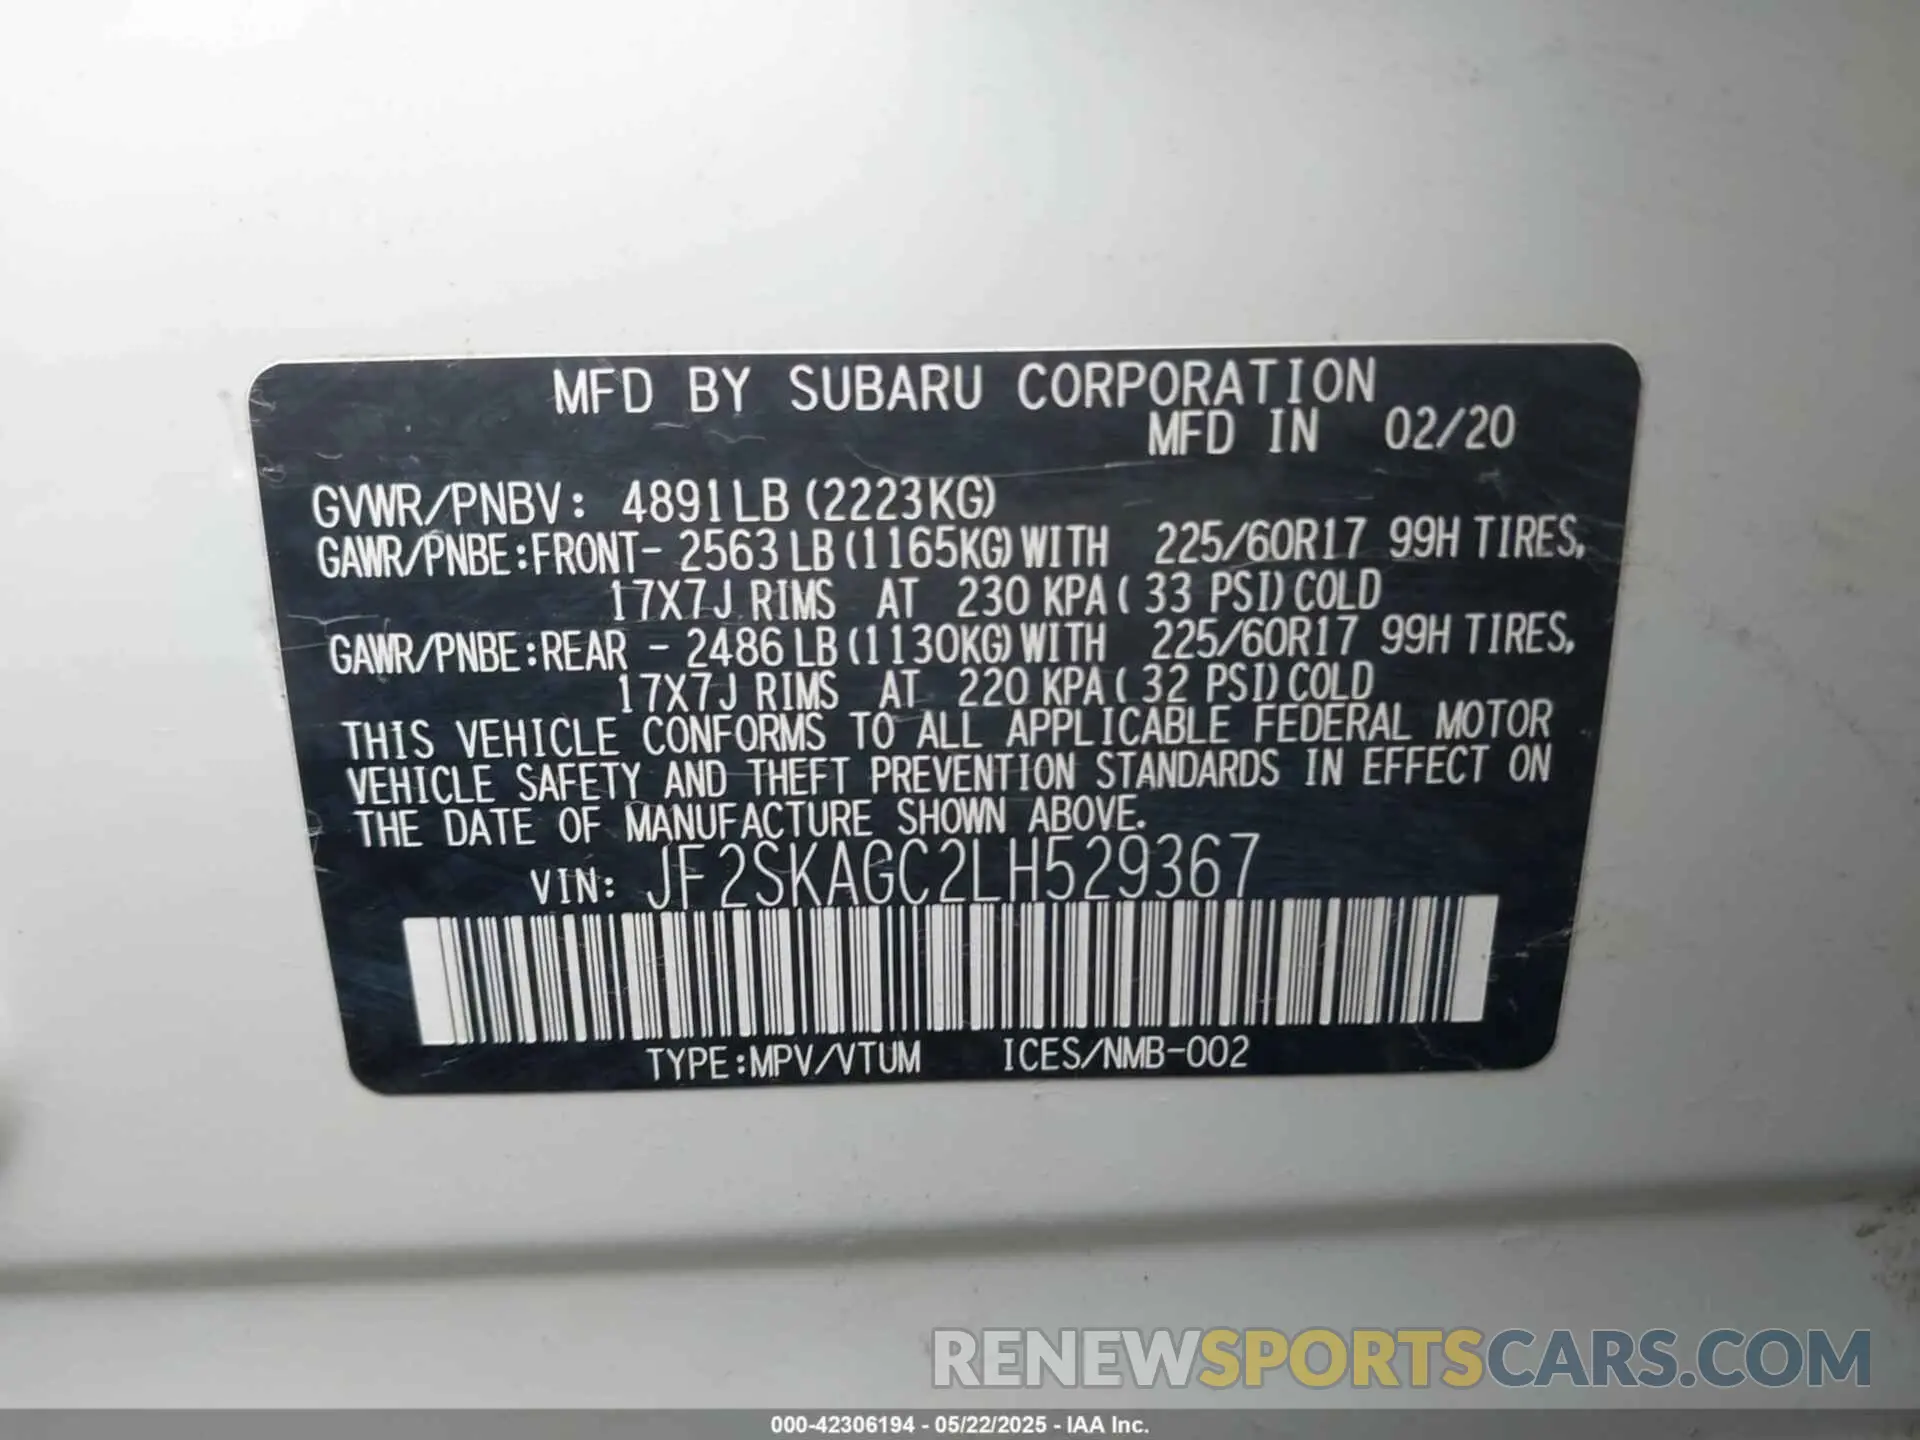 MFD BY SUBARU CORPORATION
MFD IN 02/20
GVWR/PNBV: 4891LB (2223KG)
GAWR/PNBE:FRONT- 2563 LB (1165KG) WITH 225/60R17 99H TIRES,
17X7J RIMS AT 230 KPA ( 33 PSI) COLD
GAWR/PNBE:REAR - 2486 LB (1130KG) WITH 225/60R17 99H TIRES,
17X7J RIMS AT 220 KPA ( 32 PSI) COLD
THIS VEHICLE CONFORMS TO ALL APPLICABLE FEDERAL MOTOR
VEHICLE SAFETY AND THEFT PREVENTION STANDARDS IN EFFECT ON
THE DATE OF MANUFACTURE SHOWN ABOVE.
VIN: JF2SKAGC2LH529367
TYPE:MPV/VTUM ICES/NMB-002
RENEWSPORTSCARS.COM
000-42306194 - 05/22/2025 - IAA Inc.